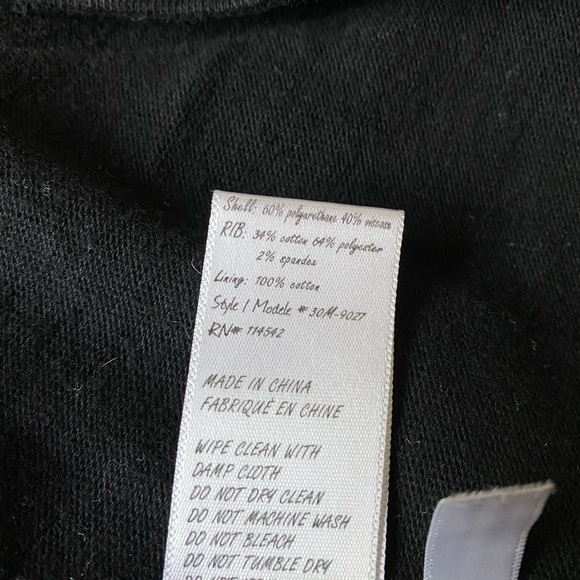 Shell: 60% polyurethane 40% viscose
RIB: 34% cotton 64% polyester
2% spandex
Lining: 100% cotton
Style / Modele # 30M-9027
RN# 114542
MADE IN CHINA
FABRIQUÉ EN CHINE
WIPE CLEAN WITH
DAMP CLOTH
DO NOT DRY CLEAN
DO NOT MACHINE WASH
DO NOT BLEACH
DO NOT TUMBLE DRY
DO NOT